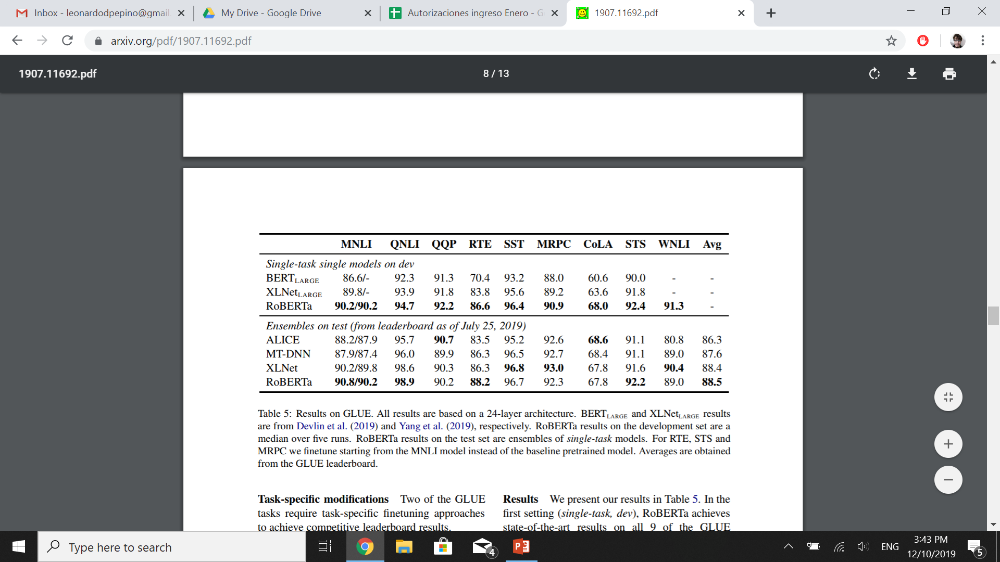 Inbox - leonardodpepino@gmail
My Drive - Google Drive
Autorizaciones ingreso Enero - G
1907.11692.pdf
arxiv.org/pdf/1907.11692.pdf
1907.11692.pdf
8 / 13
MNLI QNLI QQP RTE SST MRPC CoLA STS WNLI Avg
Single-task single models on dev
BERTLARGE 86.6/- 92.3 91.3 70.4 93.2 88.0 60.6 90.0 - -
XLNetLARGE 89.8/- 93.9 91.8 83.8 95.6 89.2 63.6 91.8 - -
RoBERTa 90.2/90.2 94.7 92.2 86.6 96.4 90.9 68.0 92.4 91.3 -
Ensembles on test (from leaderboard as of July 25, 2019)
ALICE 88.2/87.9 95.7 90.7 83.5 95.2 92.6 68.6 91.1 80.8 86.3
MT-DNN 87.9/87.4 96.0 89.9 86.3 96.5 92.7 68.4 91.1 89.0 87.6
XLNet 90.2/89.8 98.6 90.3 86.3 96.8 93.0 67.8 91.6 90.4 88.4
RoBERTa 90.8/90.2 98.9 90.2 88.2 96.7 92.3 67.8 92.2 89.0 88.5
Table 5: Results on GLUE. All results are based on a 24-layer architecture. BERTLARGE and XLNetLARGE results
are from Devlin et al. (2019) and Yang et al. (2019), respectively. RoBERTa results on the development set are a
median over five runs. RoBERTa results on the test set are ensembles of single-task models. For RTE, STS and
MRPC we finetune starting from the MNLI model instead of the baseline pretrained model. Averages are obtained
from the GLUE leaderboard.
Task-specific modifications Two of the GLUE
tasks require task-specific finetuning approaches
to achieve competitive leaderboard results.
Results We present our results in Table 5. In the
first setting (single-task, dev), RoBERTa achieves
state-of-the-art results on all 9 of the GLUE
Type here to search
4
ENG
3:43 PM
12/10/2019
5